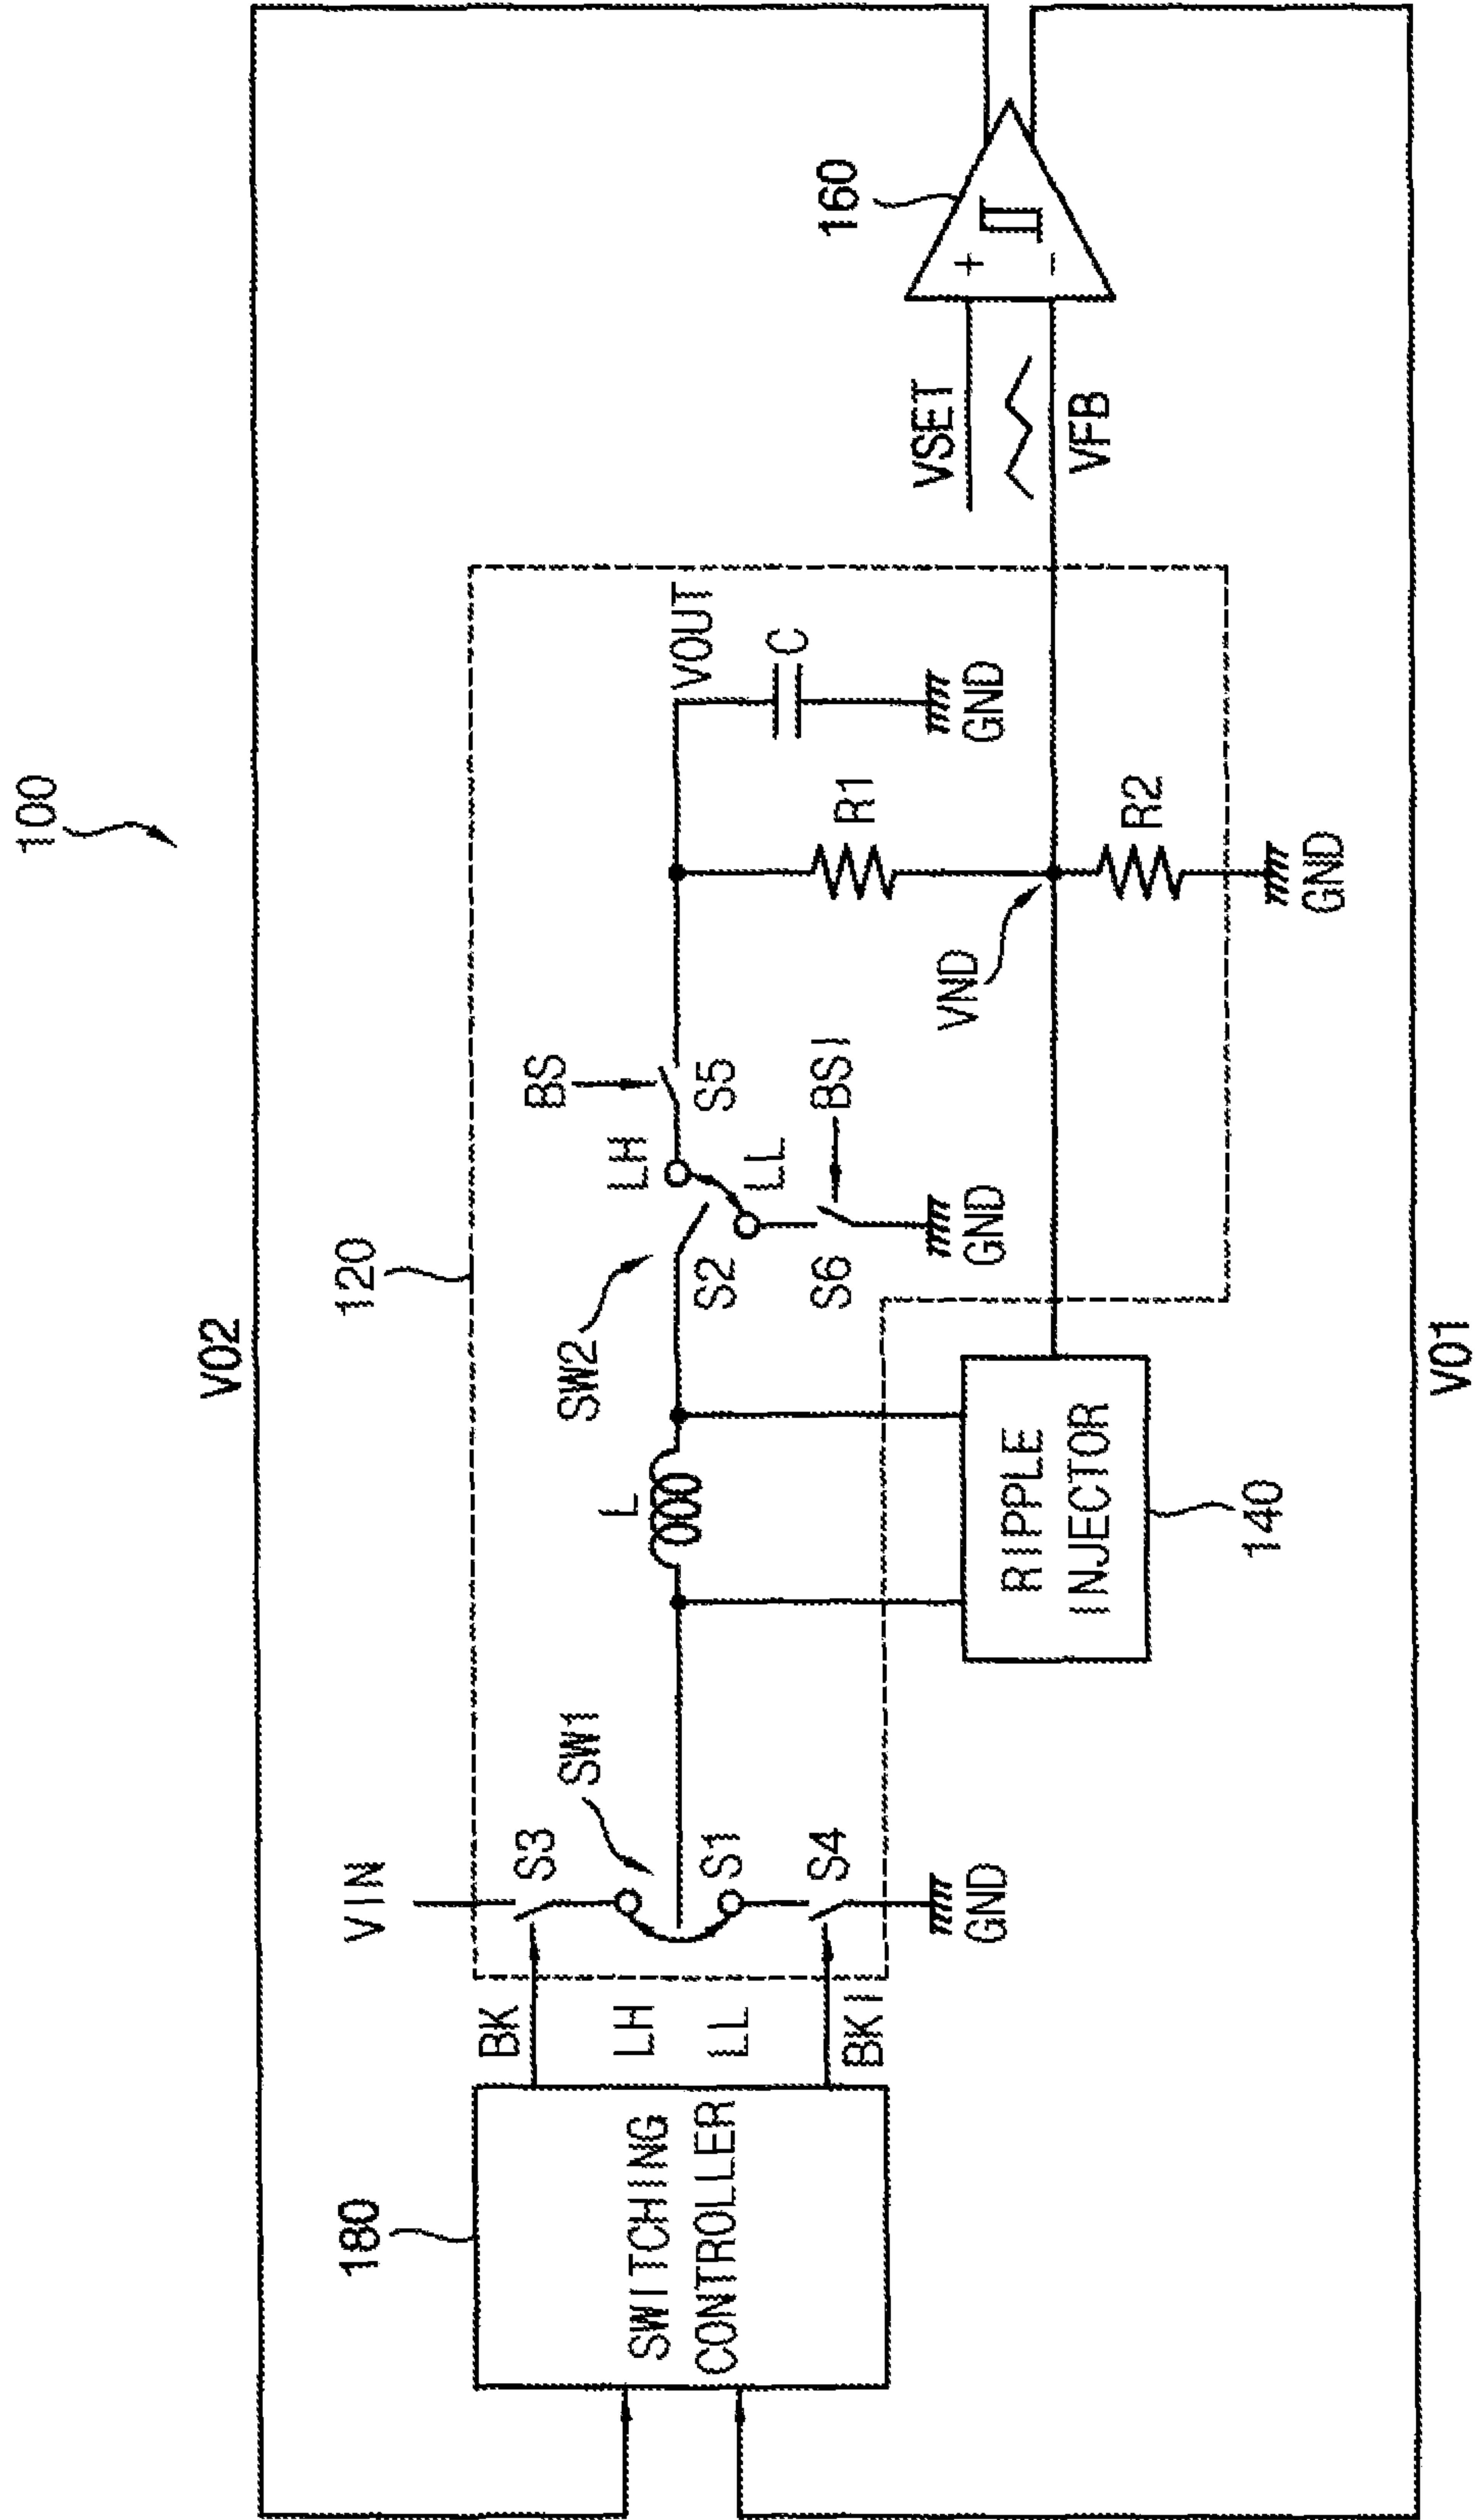 100
V02
120
VIN
180
BK
S3
SW1
LH
LL
S1
BKI
S4
GND
SWITCHING
CONTROLLER
L
SW2
S2
LH
LL
BS
S5
S6
BSI
GND
VOUT
C
GND
R1
VND
R2
GND
RIPPLE
INJECTOR
140
VSET
VFB
160
+
-
V01